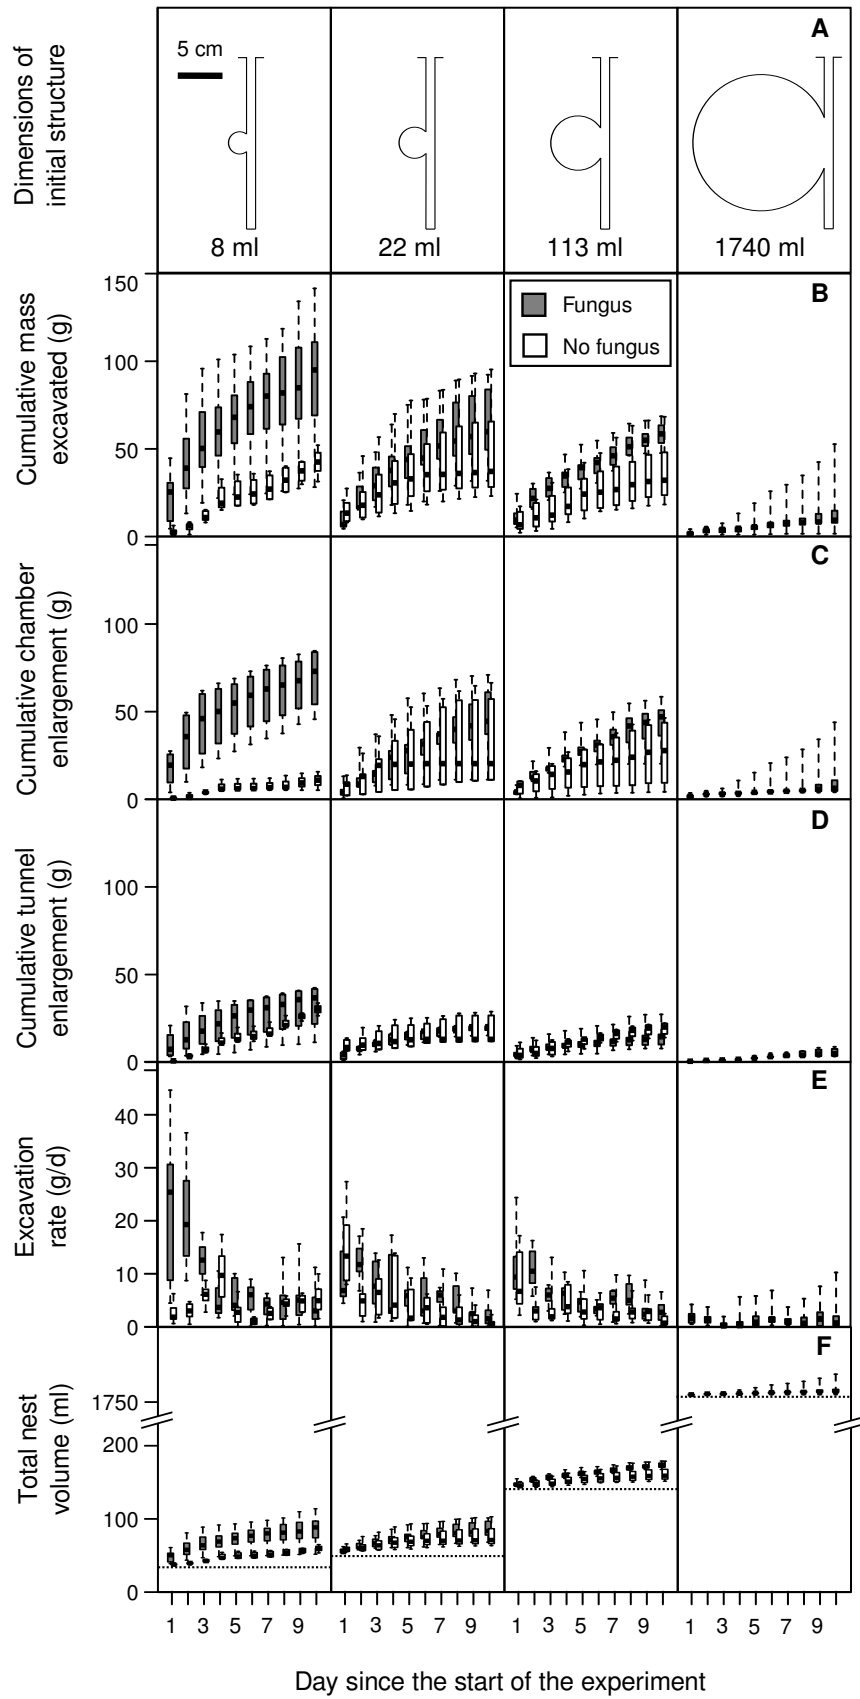 A
Dimensions of
initial structure
5 cm
8 ml
22 ml
113 ml
1740 ml
B
Cumulative mass
excavated (g)
150
100
50
0
Fungus
No fungus
C
Cumulative chamber
enlargement (g)
100
50
0
D
Cumulative tunnel
enlargement (g)
100
50
0
E
Excavation
rate (g/d)
40
30
20
10
0
F
Total nest
volume (ml)
1750
200
100
0
1 3 5 7 9 1 3 5 7 9 1 3 5 7 9 1 3 5 7 9
Day since the start of the experiment